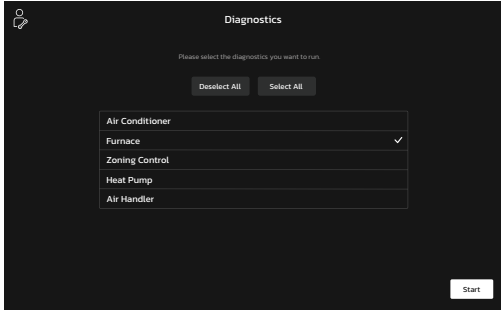 Diagnostics
Please select the diagnostics you want to run.
Deselect All
Select All
Air Conditioner
Furnace
Zoning Control
Heat Pump
Air Handler
Start